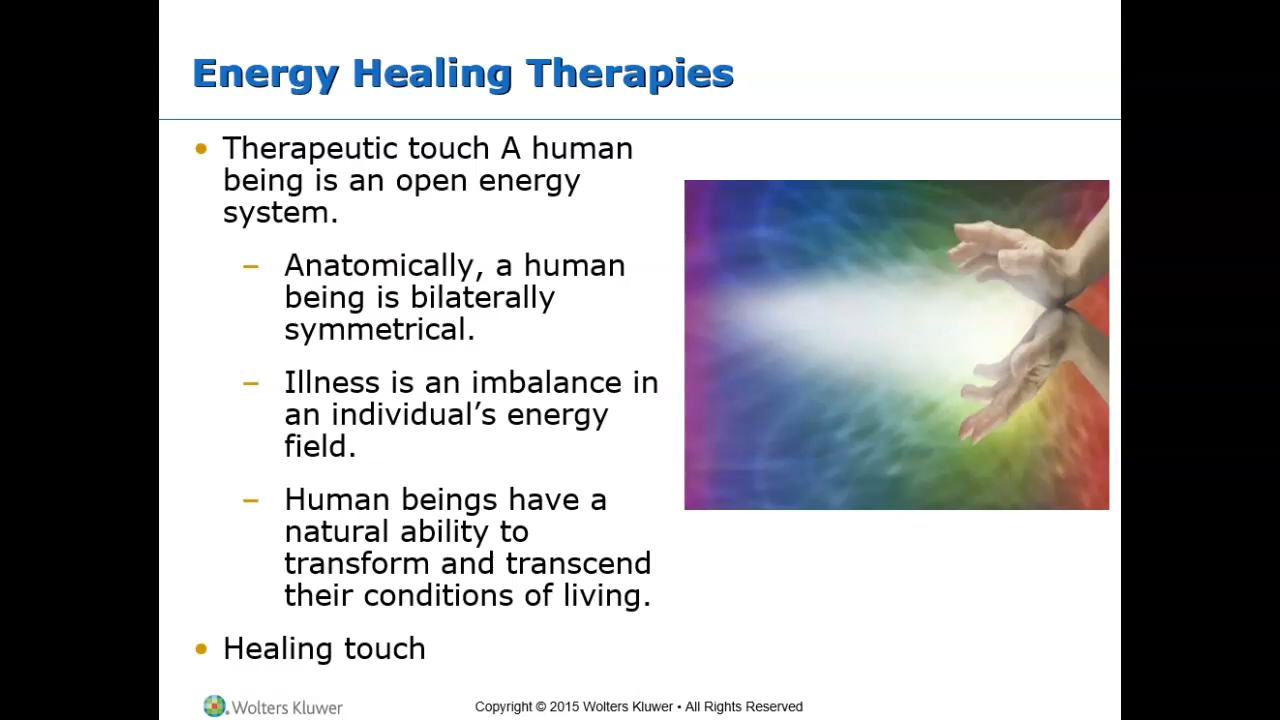 Energy Healing Therapies
• Therapeutic touch A human
being is an open energy
system.
– Anatomically, a human
being is bilaterally
symmetrical.
– Illness is an imbalance in
an individual’s energy
field.
– Human beings have a
natural ability to
transform and transcend
their conditions of living.
• Healing touch
Wolters Kluwer
Copyright © 2015 Wolters Kluwer • All Rights Reserved